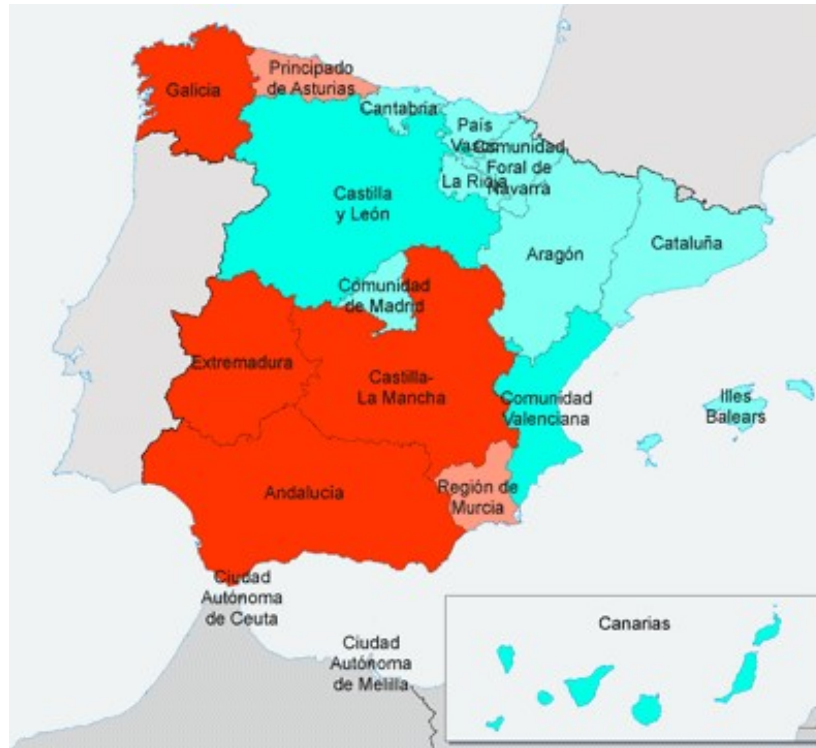 Galicia
Principado
de Asturias
Cantabria
País
Vasco
Comunidad
Foral de
Navarra
La Rioja
Castilla
y León
Aragón
Cataluña
Comunidad
de Madrid
Extremadura
Castilla-
La Mancha
Comunidad
Valenciana
Illes
Balears
Andalucía
Región de
Murcia
Ciudad
Autónoma
de Ceuta
Ciudad
Autónoma
de Melilla
Canarias